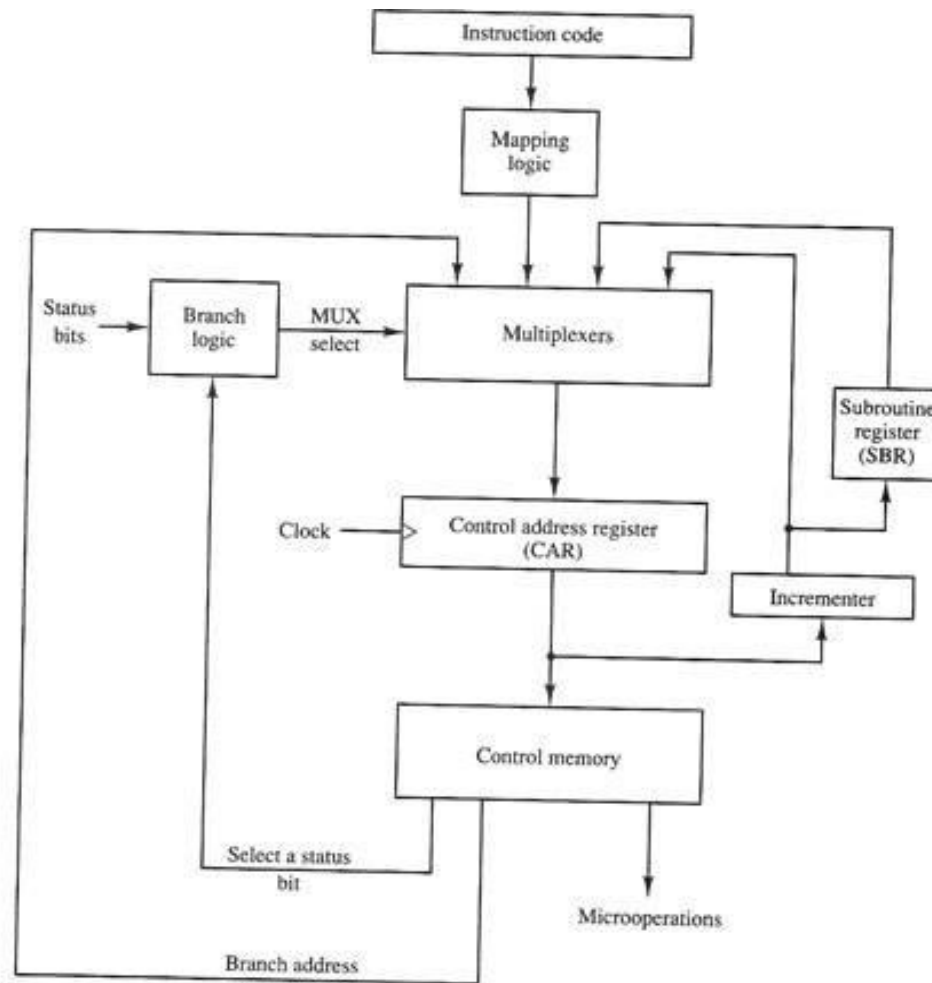 Instruction code
Mapping
logic
Status
bits
Branch
logic
MUX
select
Multiplexers
Subroutine
register
(SBR)
Clock
Control address register
(CAR)
Incrementer
Control memory
Select a status
bit
Microoperations
Branch address